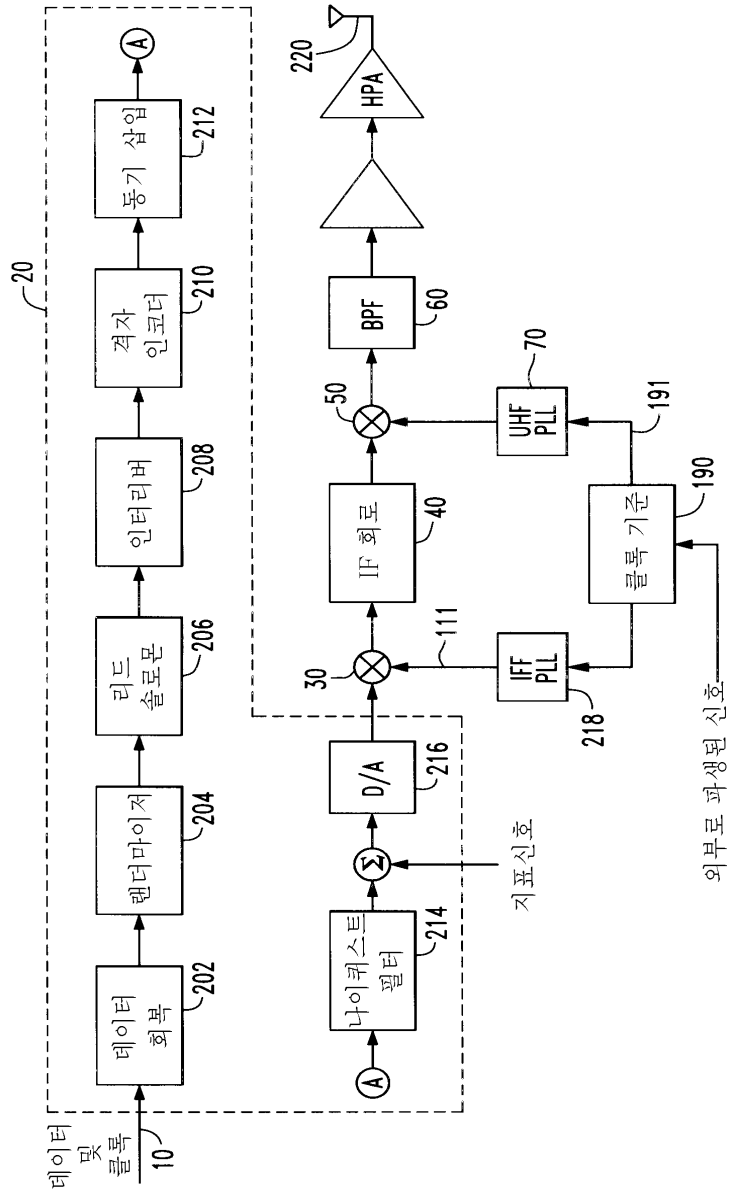 데이터
및
클록
10
20
데이터
회복
202
랜더마이저
204
리드
솔로몬
206
인터리버
208
격자
인코더
210
동기 삽입
212
A
A
나이퀴스트
필터
214
Σ
지표신호
D/A
216
30
111
IFF
PLL
218
IF 회로
40
50
UHF
PLL
70
BPF
60
HPA
220
클록 기준
190
191
외부로 파생된 신호